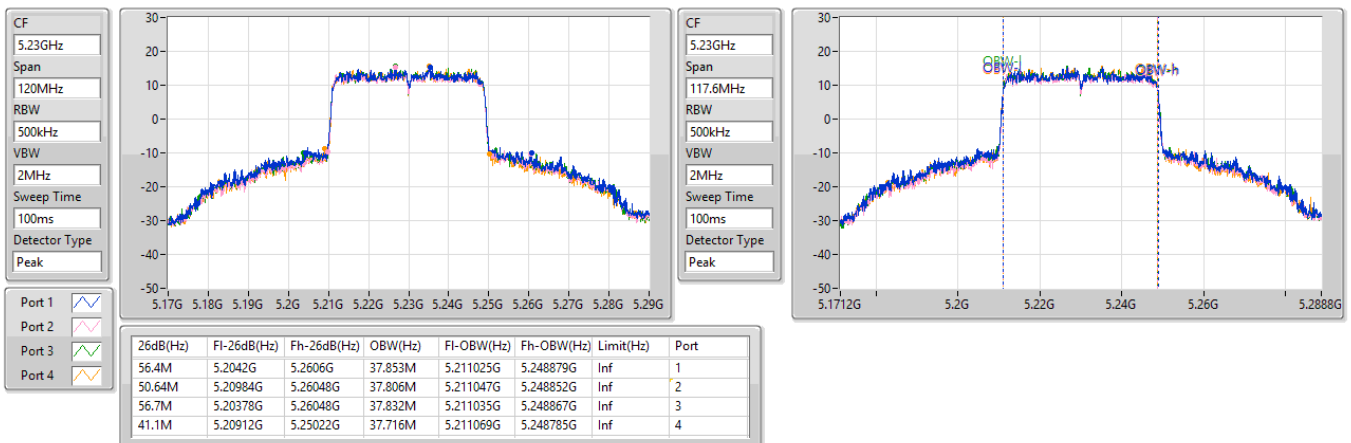 CF
5.23GHz
Span
120MHz
RBW
500kHz
VBW
2MHz
Sweep Time
100ms
Detector Type
Peak
30
20
10
0
-10
-20
-30
-40
-50
5.17G 5.18G 5.19G 5.2G 5.21G 5.22G 5.23G 5.24G 5.25G 5.26G 5.27G 5.28G 5.29G
CF
5.23GHz
Span
117.6MHz
RBW
500kHz
VBW
2MHz
Sweep Time
100ms
Detector Type
Peak
30
20
10
0
-10
-20
-30
-40
-50
OBW-l
OBW-l
OBW-h
5.1712G 5.2G 5.22G 5.24G 5.26G 5.2888G
Port 1
Port 2
Port 3
Port 4
26dB(Hz) Fl-26dB(Hz) Fh-26dB(Hz) OBW(Hz) Fl-OBW(Hz) Fh-OBW(Hz) Limit(Hz) Port
56.4M 5.2042G 5.2606G 37.853M 5.211025G 5.248879G Inf 1
50.64M 5.20984G 5.26048G 37.806M 5.211047G 5.248852G Inf 2
56.7M 5.20378G 5.26048G 37.832M 5.211035G 5.248867G Inf 3
41.1M 5.20912G 5.25022G 37.716M 5.211069G 5.248785G Inf 4